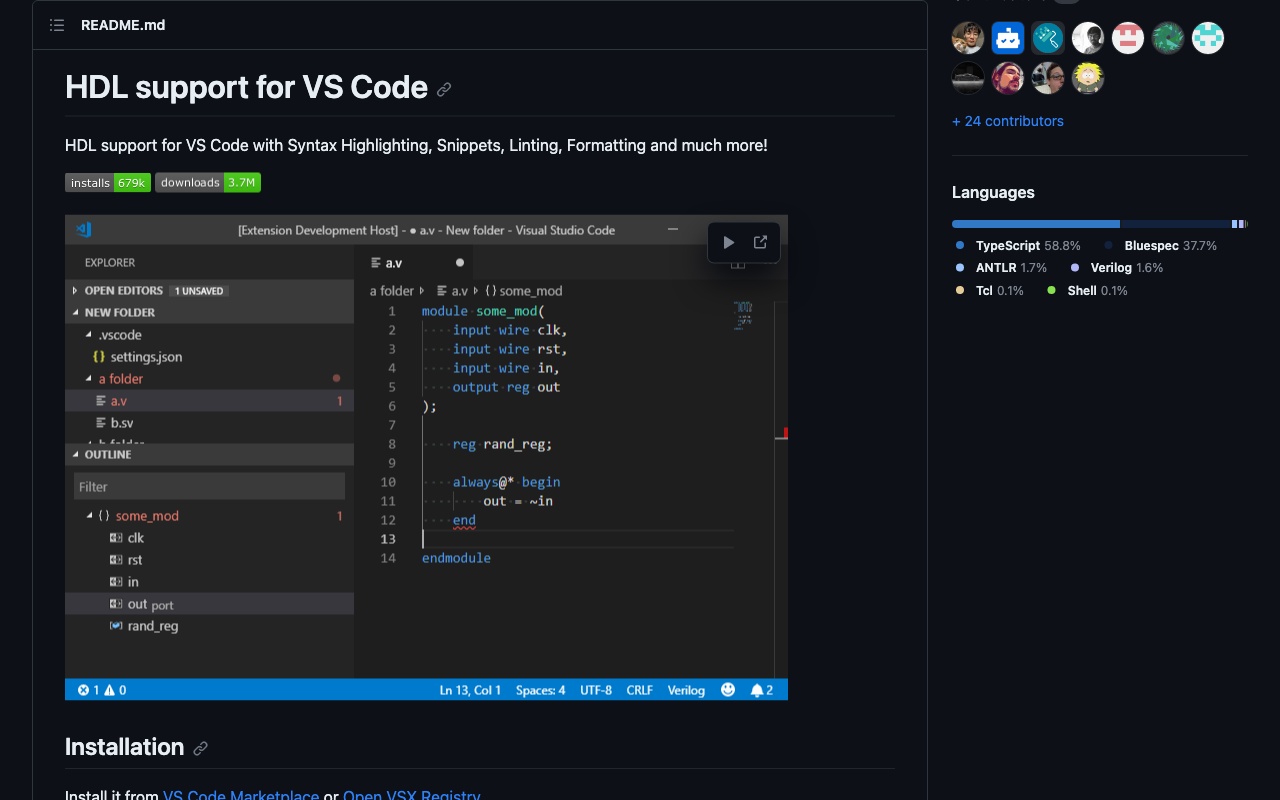 README.md
HDL support for VS Code
HDL support for VS Code with Syntax Highlighting, Snippets, Linting, Formatting and much more!
installs 679k downloads 3.7M
[Extension Development Host] - ● a.v - New folder - Visual Studio Code
EXPLORER
OPEN EDITORS 1 UNSAVED
NEW FOLDER
.vscode
{} settings.json
a folder
a.v 1
b.sv
b folder
OUTLINE
Filter
{} some_mod 1
clk
rst
in
out port
rand_reg
a.v
a folder a.v {} some_mod
1 module some_mod(
2 input wire clk,
3 input wire rst,
4 input wire in,
5 output reg out
6 );
7
8 reg rand_reg;
9
10 always@* begin
11 out = ~in
12 end
13
14 endmodule
1 0 Ln 13, Col 1 Spaces: 4 UTF-8 CRLF Verilog 2
Installation
Install it from VS Code Marketplace or Open VSX Registry
+ 24 contributors
Languages
TypeScript 58.8% Bluespec 37.7%
ANTLR 1.7% Verilog 1.6%
Tcl 0.1% Shell 0.1%